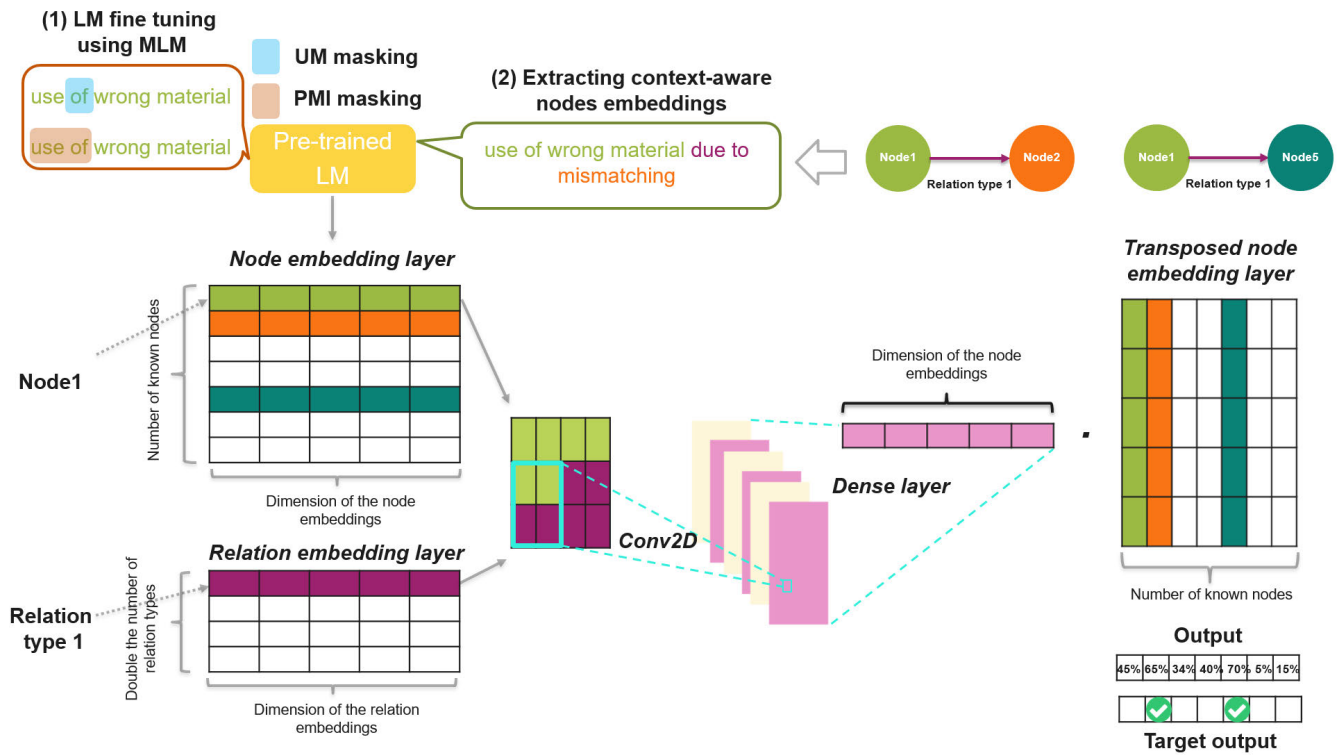 (1) LM fine tuning
using MLM
UM masking
PMI masking
use of wrong material
use of wrong material
Pre-trained
LM
(2) Extracting context-aware
nodes embeddings
use of wrong material due to
mismatching
Node1
Node2
Relation type 1
Node1
Node5
Relation type 1
Node embedding layer
Number of known nodes
Node1
Dimension of the node
embeddings
Relation embedding layer
Double the number of
relation types
Relation
type 1
Dimension of the relation
embeddings
Conv2D
Dimension of the node
embeddings
Dense layer
.
Transposed node
embedding layer
Number of known nodes
Output
45% 65% 34% 40% 70% 5% 15%
Target output